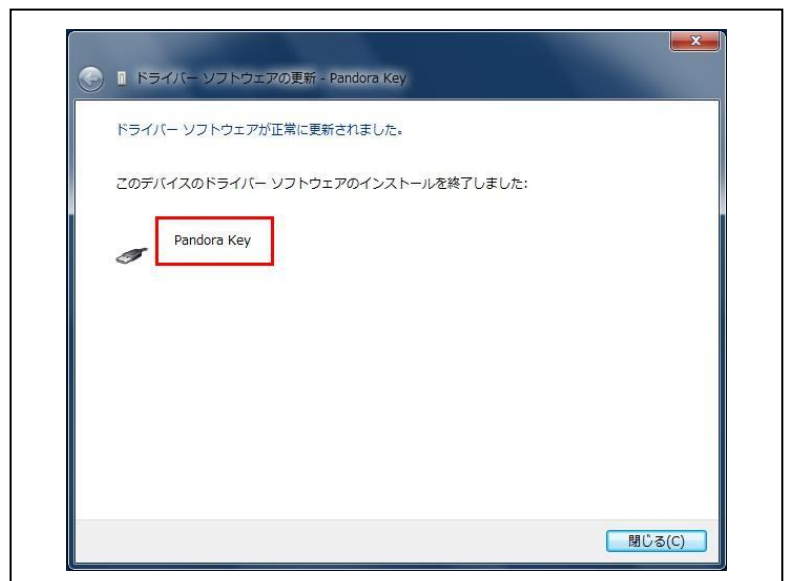 ドライバー ソフトウェアの更新 - Pandora Key
ドライバー ソフトウェアが正常に更新されました。
このデバイスのドライバー ソフトウェアのインストールを終了しました:
Pandora Key
閉じる(C)